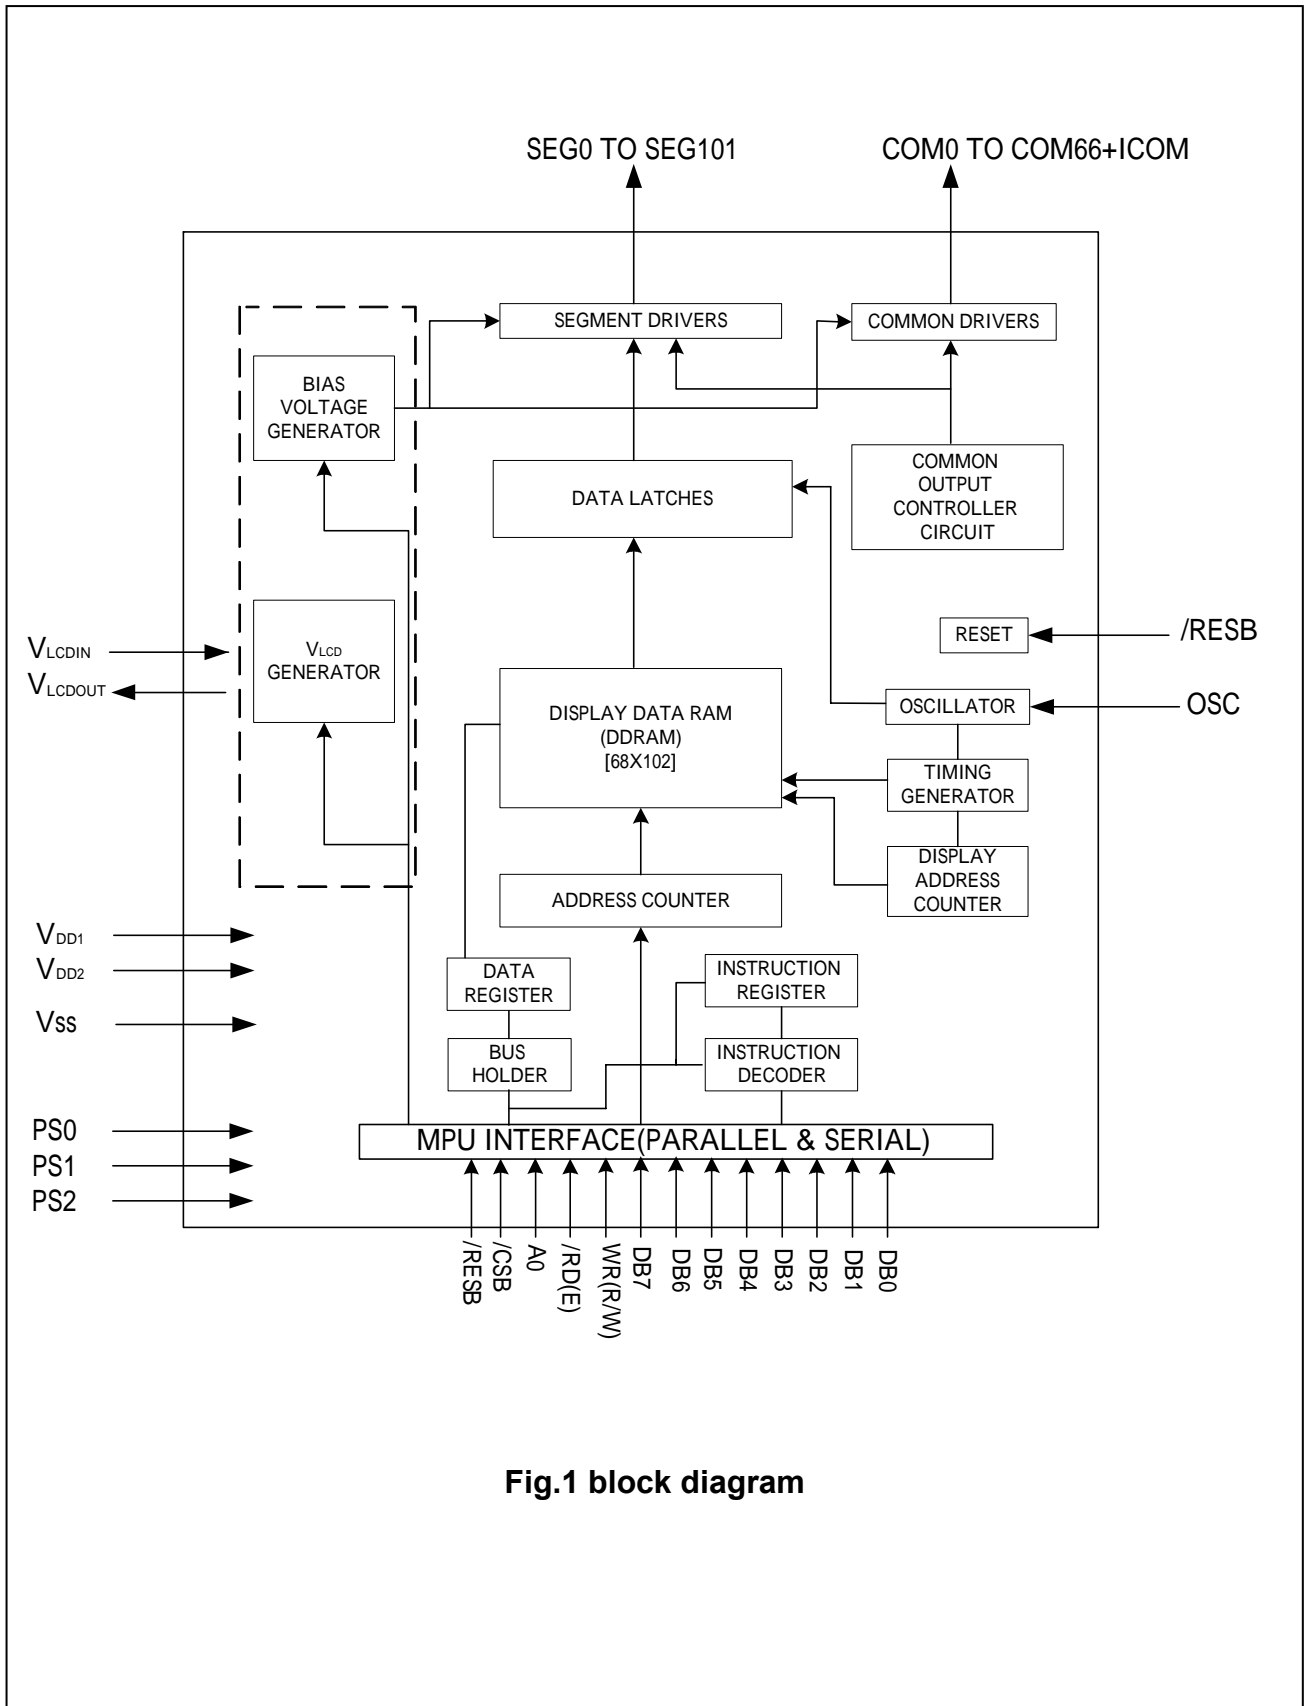 SEG0 TO SEG101
COM0 TO COM66+ICOM
SEGMENT DRIVERS
COMMON DRIVERS
BIAS
VOLTAGE
GENERATOR
DATA LATCHES
COMMON
OUTPUT
CONTROLLER
CIRCUIT
VLCDIN
VLCDOUT
VLCD
GENERATOR
RESET
/RESB
DISPLAY DATA RAM
(DDRAM)
[68X102]
OSCILLATOR
OSC
TIMING
GENERATOR
DISPLAY
ADDRESS
COUNTER
ADDRESS COUNTER
VDD1
VDD2
VSS
DATA
REGISTER
INSTRUCTION
REGISTER
BUS
HOLDER
INSTRUCTION
DECODER
PS0
PS1
PS2
MPU INTERFACE(PARALLEL & SERIAL)
/RESB
/CSB
A0
/RD(E)
WR(R/W)
DB7
DB6
DB5
DB4
DB3
DB2
DB1
DB0
Fig.1 block diagram